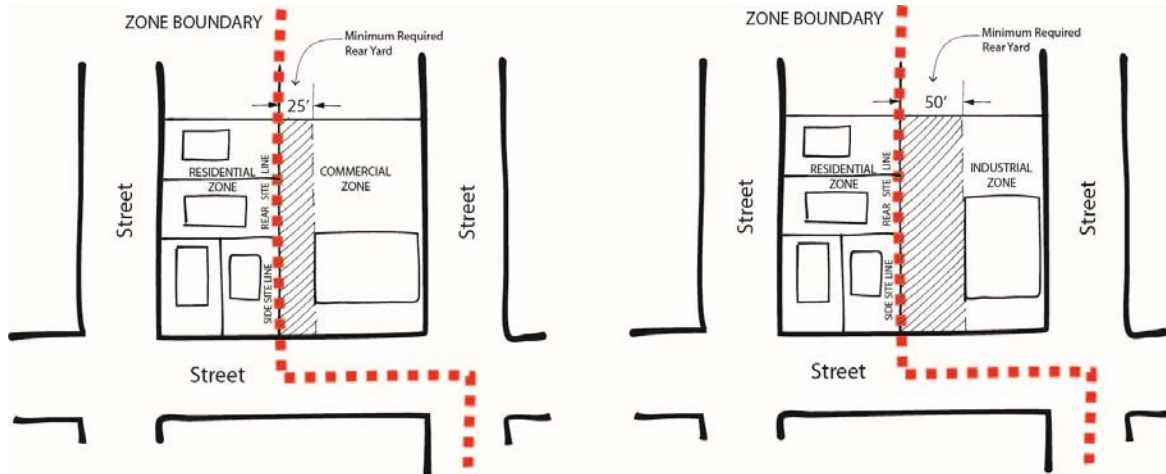 ZONE BOUNDARY
Minimum Required
Rear Yard
25’
RESIDENTIAL
ZONE
COMMERCIAL
ZONE
REAR SITE LINE
SIDE SITE LINE
Street
Street
Street
ZONE BOUNDARY
Minimum Required
Rear Yard
50’
RESIDENTIAL
ZONE
INDUSTRIAL
ZONE
REAR SITE LINE
SIDE SITE LINE
Street
Street
Street